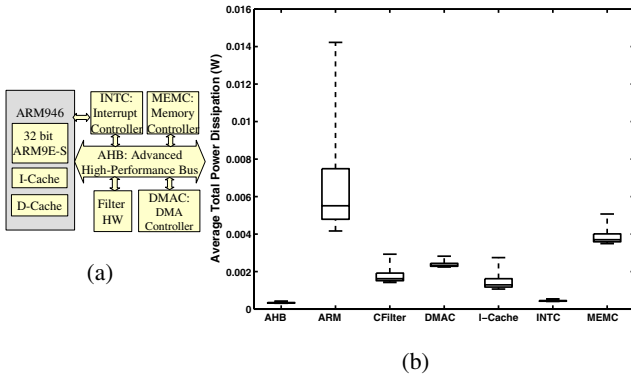 ARM946
32 bit
ARM9E-S
I-Cache
D-Cache
INTC:
Interrupt
Controller
MEMC:
Memory
Controller
AHB: Advanced
High-Performance Bus
Filter
HW
DMAC:
DMA
Controller
(a)
Average Total Power Dissipation (W)
0.016
0.014
0.012
0.01
0.008
0.006
0.004
0.002
0
AHB ARM CFilter DMAC I-Cache INTC MEMC
(b)